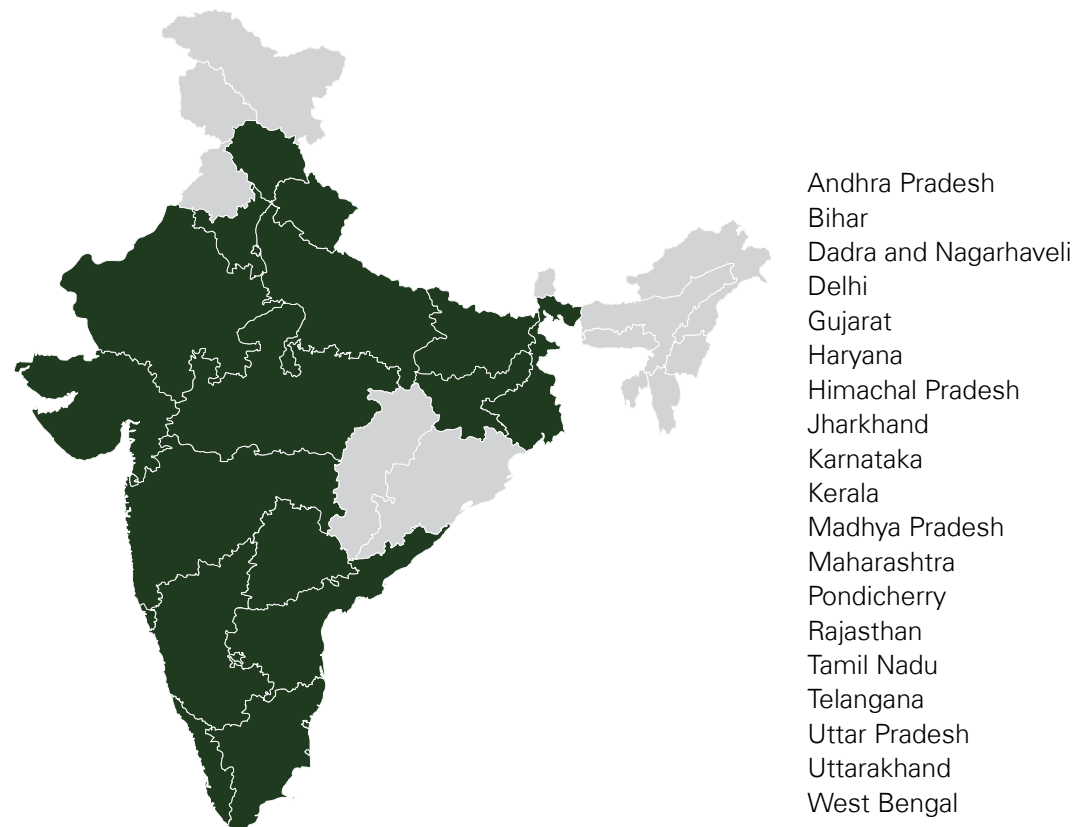 Andhra Pradesh
Bihar
Dadra and Nagarhaveli
Delhi
Gujarat
Haryana
Himachal Pradesh
Jharkhand
Karnataka
Kerala
Madhya Pradesh
Maharashtra
Pondicherry
Rajasthan
Tamil Nadu
Telangana
Uttar Pradesh
Uttarakhand
West Bengal